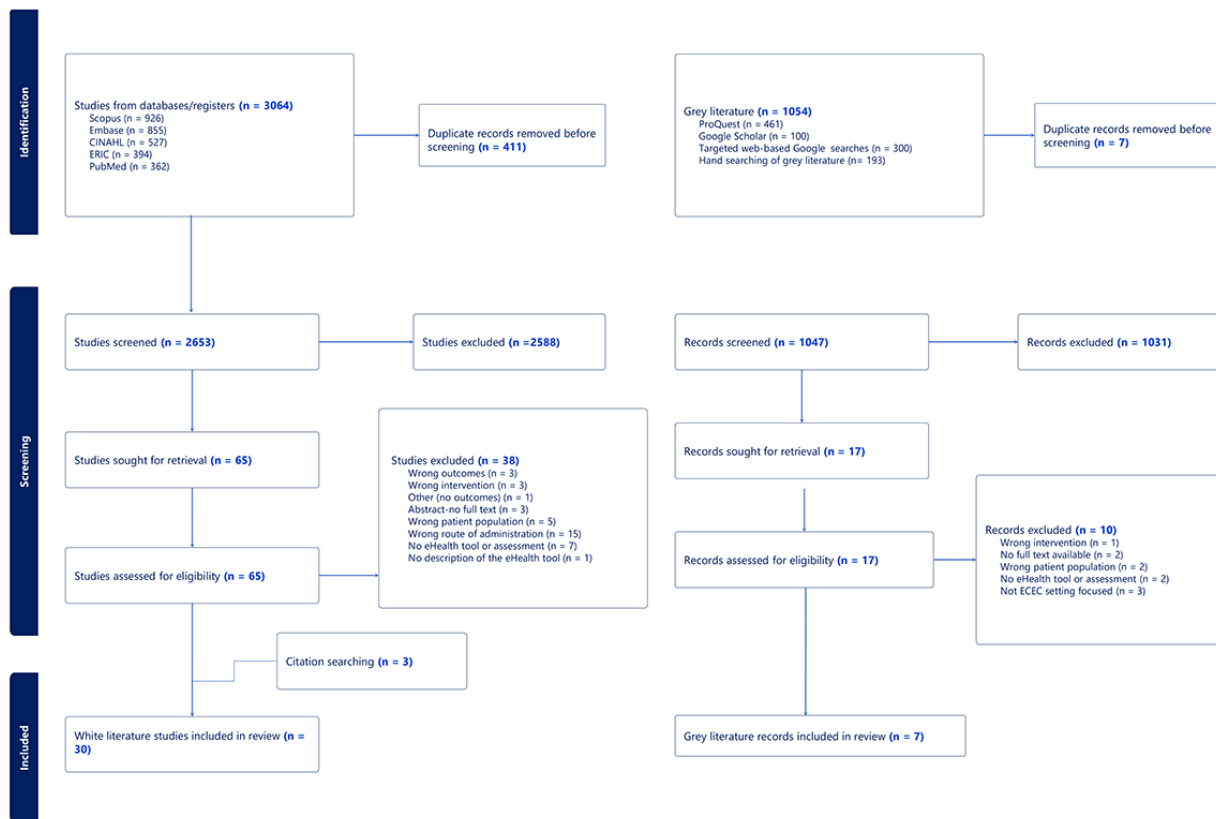 Identification
Studies from databases/registers (n = 3064)
Scopus (n = 926)
Embase (n = 855)
CINAHL (n = 527)
ERIC (n = 394)
PubMed (n = 362)
Duplicate records removed before
screening (n = 411)
Grey literature (n = 1054)
ProQuest (n = 461)
Google Scholar (n = 100)
Targeted web-based Google searches (n = 300)
Hand searching of grey literature (n= 193)
Duplicate records removed before
screening (n = 7)
Screening
Studies screened (n = 2653)
Studies excluded (n =2588)
Records screened (n = 1047)
Records excluded (n = 1031)
Studies sought for retrieval (n = 65)
Studies excluded (n = 38)
Wrong outcomes (n = 3)
Wrong intervention (n = 3)
Other (no outcomes) (n = 1)
Abstract-no full text (n = 3)
Wrong patient population (n = 5)
Wrong route of administration (n = 15)
No eHealth tool or assessment (n = 7)
No description of the eHealth tool (n = 1)
Records sought for retrieval (n = 17)
Studies assessed for eligibility (n = 65)
Records assessed for eligibility (n = 17)
Records excluded (n = 10)
Wrong intervention (n = 1)
No full text available (n = 2)
Wrong patient population (n = 2)
No eHealth tool or assessment (n = 2)
Not ECEC setting focused (n = 3)
Citation searching (n = 3)
Included
White literature studies included in review (n =
30)
Grey literature records included in review (n = 7)